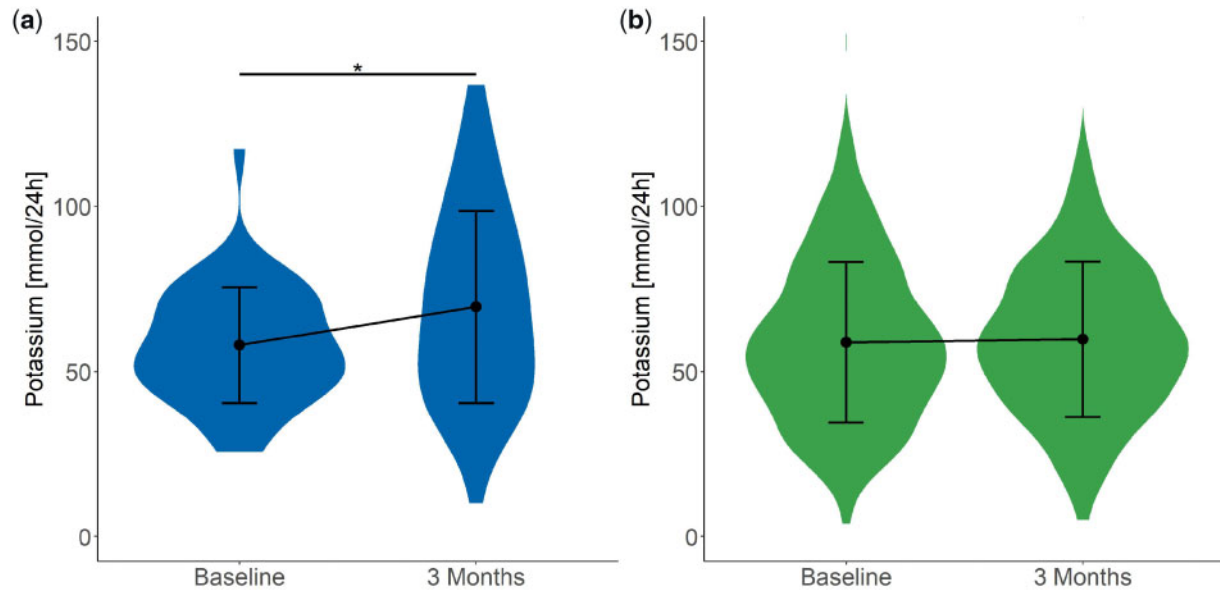 (a)
Potassium [mmol/24h]
150
100
50
0
*
Baseline 3 Months
(b)
Potassium [mmol/24h]
150
100
50
0
Baseline 3 Months